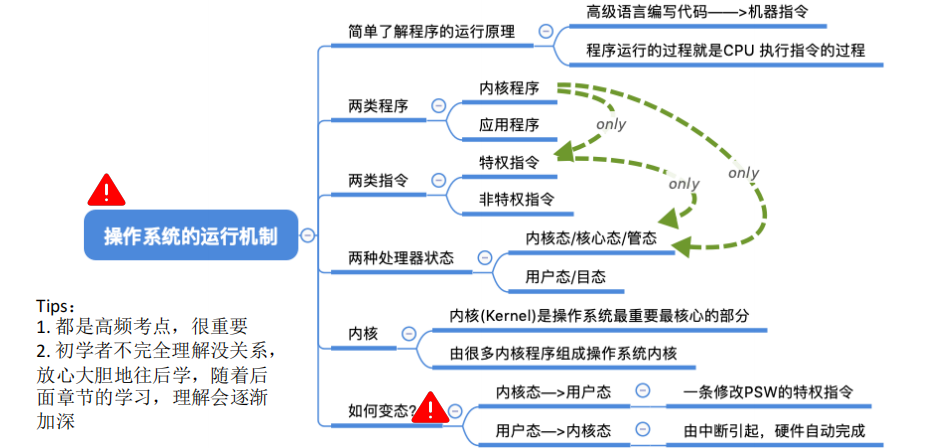 操作系统的运行机制
简单了解程序的运行原理
高级语言编写代码——>机器指令
程序运行的过程就是CPU 执行指令的过程
两类程序
内核程序
应用程序
only
两类指令
特权指令
非特权指令
only
only
两种处理器状态
内核态/核心态/管态
用户态/目态
内核
内核(Kernel)是操作系统最重要最核心的部分
由很多内核程序组成操作系统内核
如何变态?
内核态—>用户态
一条修改PSW的特权指令
用户态—>内核态
由中断引起，硬件自动完成
Tips：
1. 都是高频考点，很重要
2. 初学者不完全理解没关系，
放心大胆地往后学，随着后
面章节的学习，理解会逐渐
加深